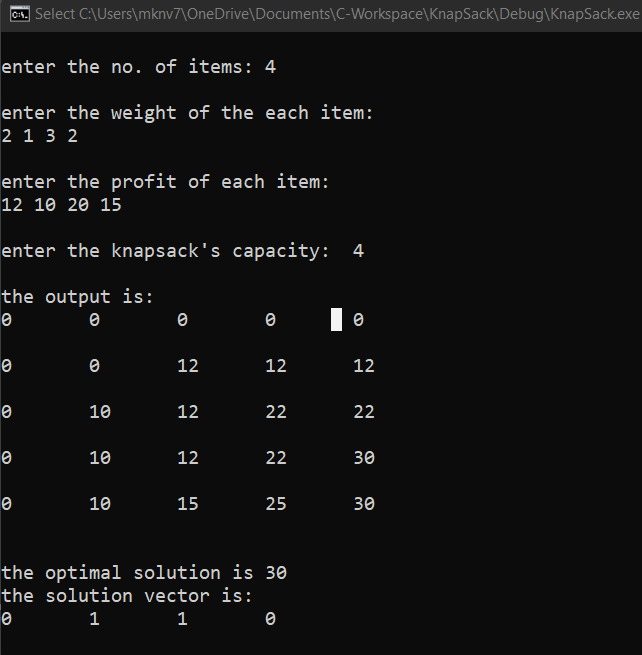 Select C:\Users\mknv7\OneDrive\Documents\C-Workspace\KnapSack\Debug\KnapSack.exe
enter the no. of items: 4
enter the weight of the each item:
2 1 3 2
enter the profit of each item:
12 10 20 15
enter the knapsack's capacity:  4
the output is:
0 0 0 0 0
0 0 12 12 12
0 10 12 22 22
0 10 12 22 30
0 10 15 25 30
the optimal solution is 30
the solution vector is:
0 1 1 0